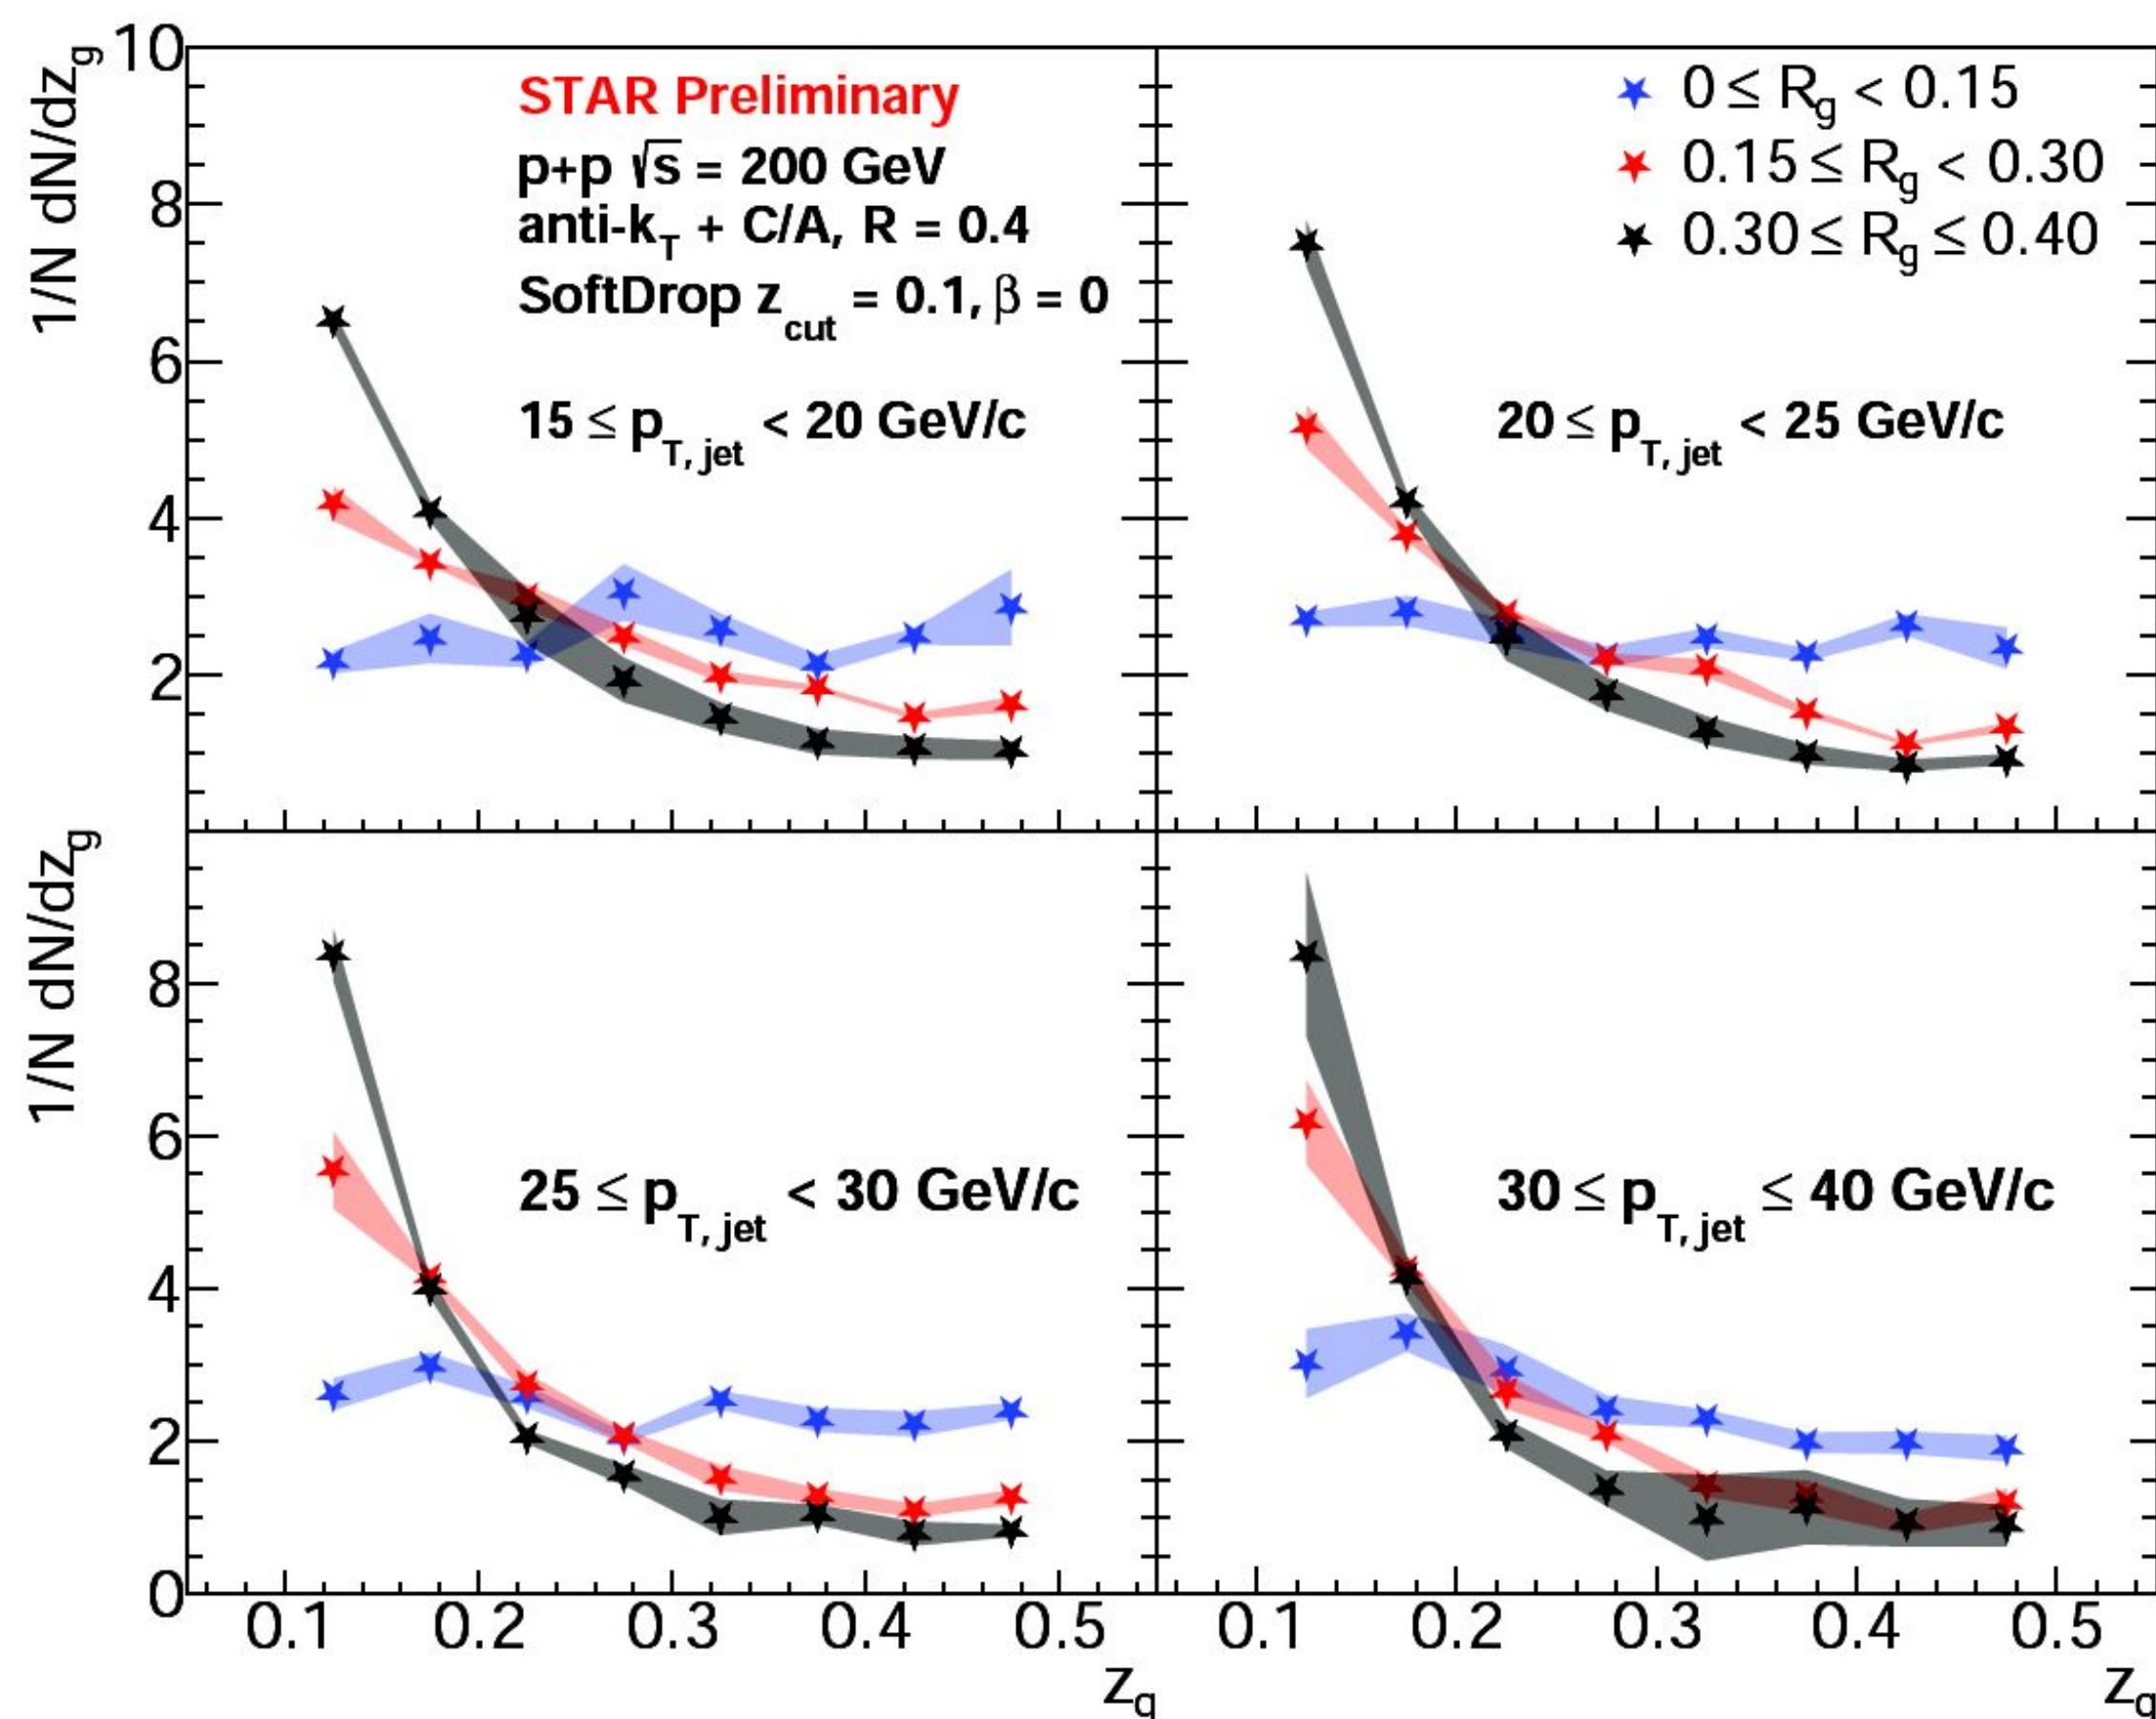 1/N dN/dz_g
10
8
6
4
2
STAR Preliminary
p+p √s = 200 GeV
anti-k_T + C/A, R = 0.4
SoftDrop z_cut = 0.1, β = 0
15 ≤ p_T, jet < 20 GeV/c
0 ≤ R_g < 0.15
0.15 ≤ R_g < 0.30
0.30 ≤ R_g ≤ 0.40
20 ≤ p_T, jet < 25 GeV/c
1/N dN/dz_g
8
6
4
2
0
25 ≤ p_T, jet < 30 GeV/c
30 ≤ p_T, jet ≤ 40 GeV/c
0.1 0.2 0.3 0.4 0.5 0.1 0.2 0.3 0.4 0.5
z_g z_g